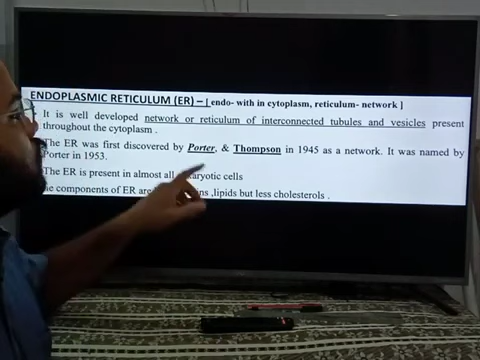 ENDOPLASMIC RETICULUM (ER) – [ endo- with in cytoplasm, reticulum- network ]
It is well developed network or reticulum of interconnected tubules and vesicles present
throughout the cytoplasm .
The ER was first discovered by Porter, & Thompson in 1945 as a network. It was named by
Porter in 1953.
The ER is present in almost all cells
components of ER are ,lipids but less cholesterols .